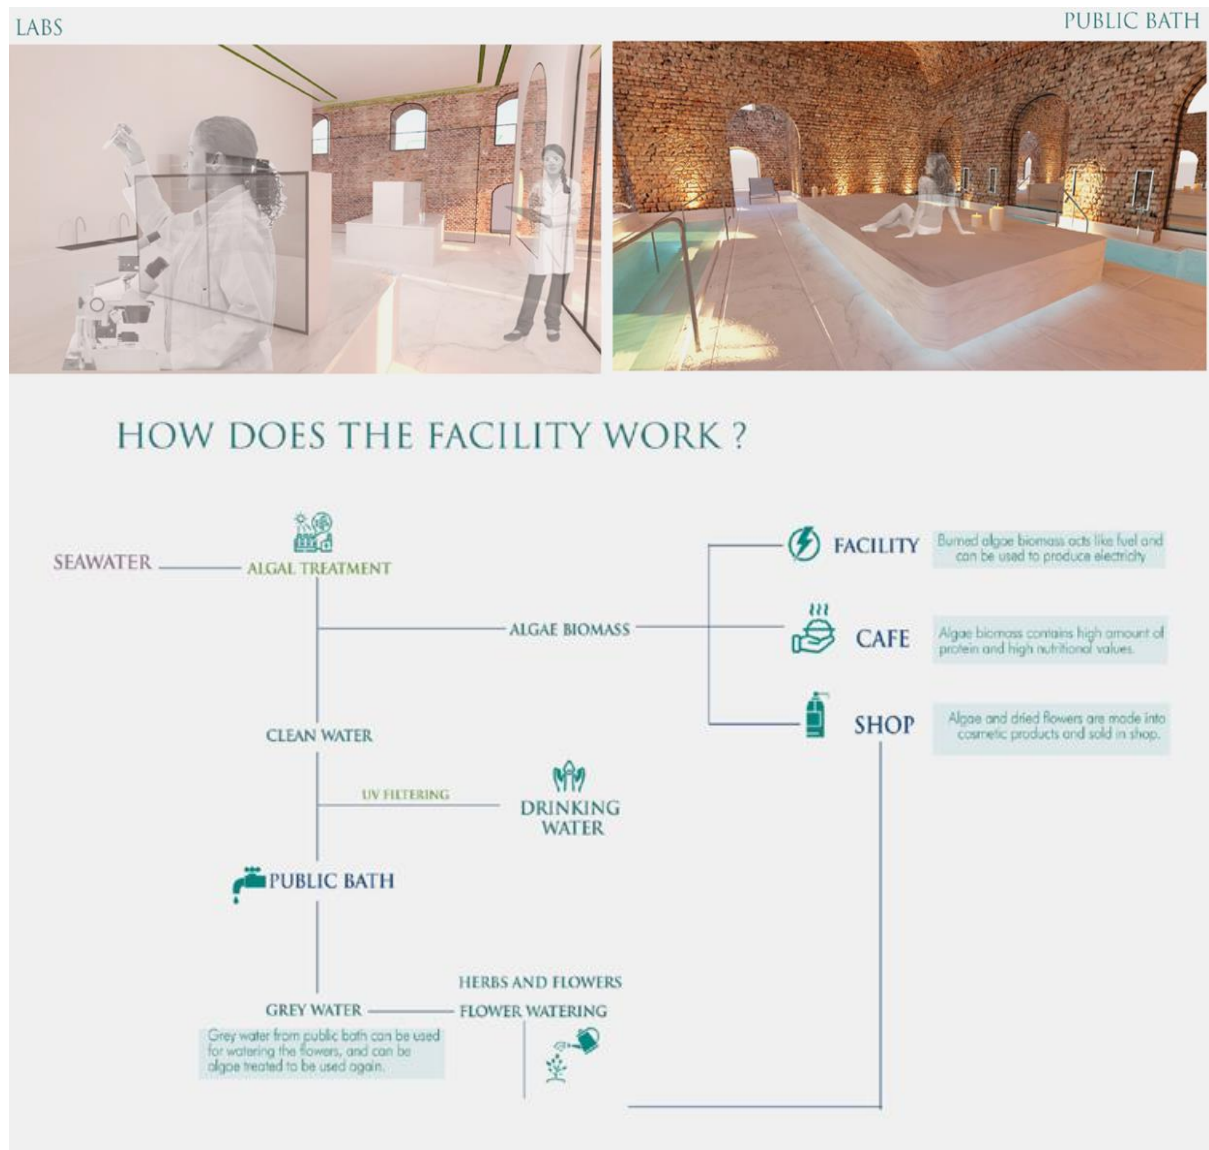 LABS
PUBLIC BATH
HOW DOES THE FACILITY WORK ?
SEAWATER
ALGAL TREATMENT
ALGAE BIOMASS
FACILITY
Burned algae biomass acts like fuel and
can be used to produce electricity
CAFE
Algae biomass contains high amount of
protein and high nutritional values.
SHOP
Algae and dried flowers are made into
cosmetic products and sold in shop.
CLEAN WATER
UV FILTERING
DRINKING
WATER
PUBLIC BATH
HERBS AND FLOWERS
GREY WATER
FLOWER WATERING
Grey water from public bath can be used
for watering the flowers, and can be
algae treated to be used again.